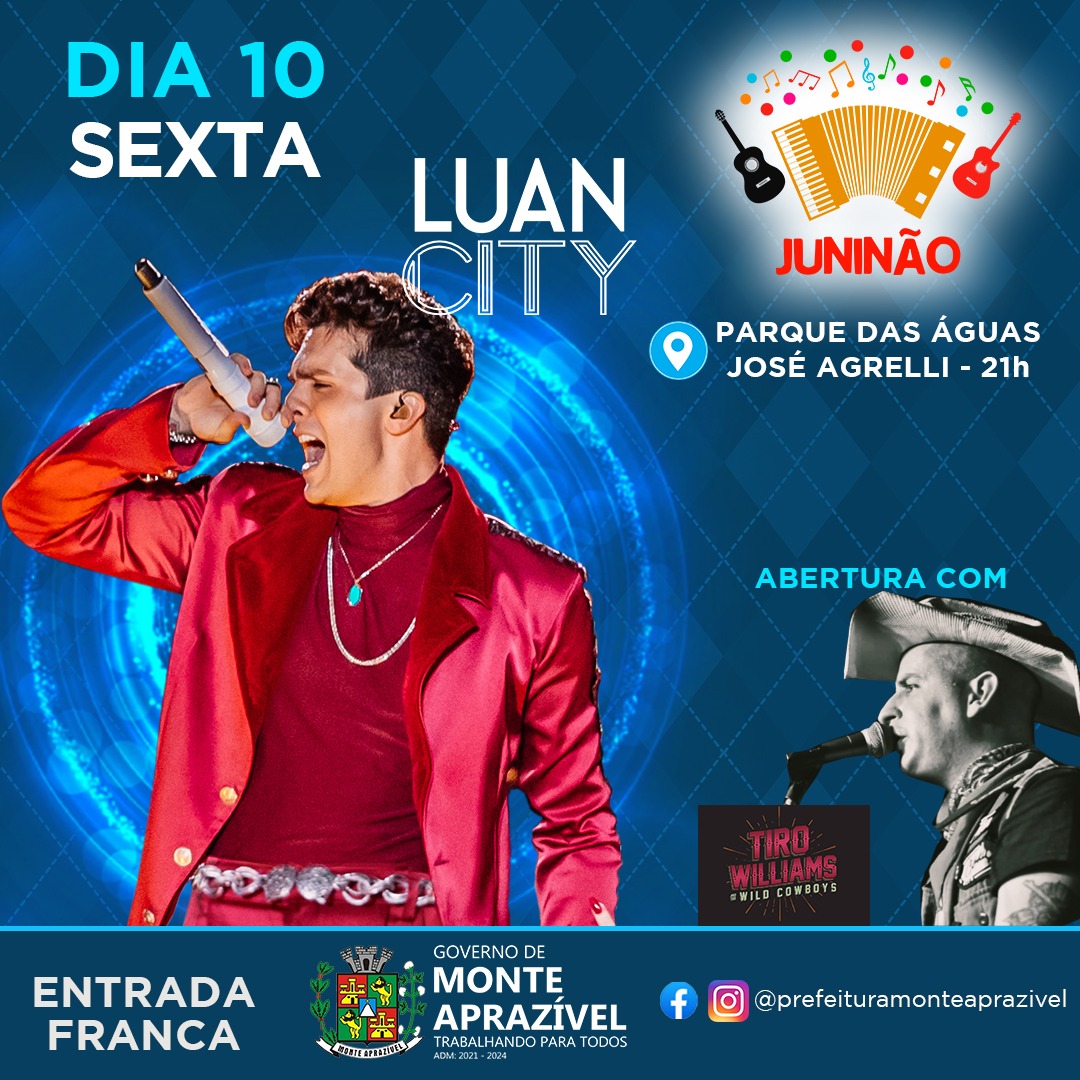 DIA 10
SEXTA
LUAN
CITY
JUNINÃO
PARQUE DAS ÁGUAS
JOSÉ AGRELLI - 21h
ABERTURA COM
TIRO
WILLIAMS
WILD COWBOYS
ENTRADA
FRANCA
MONTE APRAZÍVEL
GOVERNO DE
MONTE
APRAZÍVEL
TRABALHANDO PARA TODOS
ADM: 2021 - 2024
@prefeituramonteaprazivel